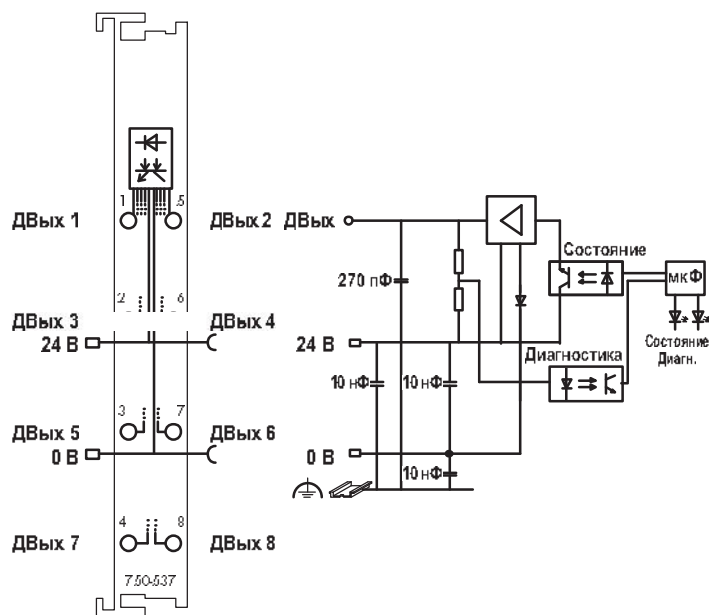 1 5
ДВых 1 ДВых 2 ДВых
Состояние
270 пФ мкФ
2 6
ДВых 3 ДВых 4
24 В 24 В
Состояние
Диагн.
Диагностика
10 нФ 10 нФ
3 7
ДВых 5 ДВых 6
0 В 0 В
10 нФ
4 8
ДВых 7 ДВых 8
750-537